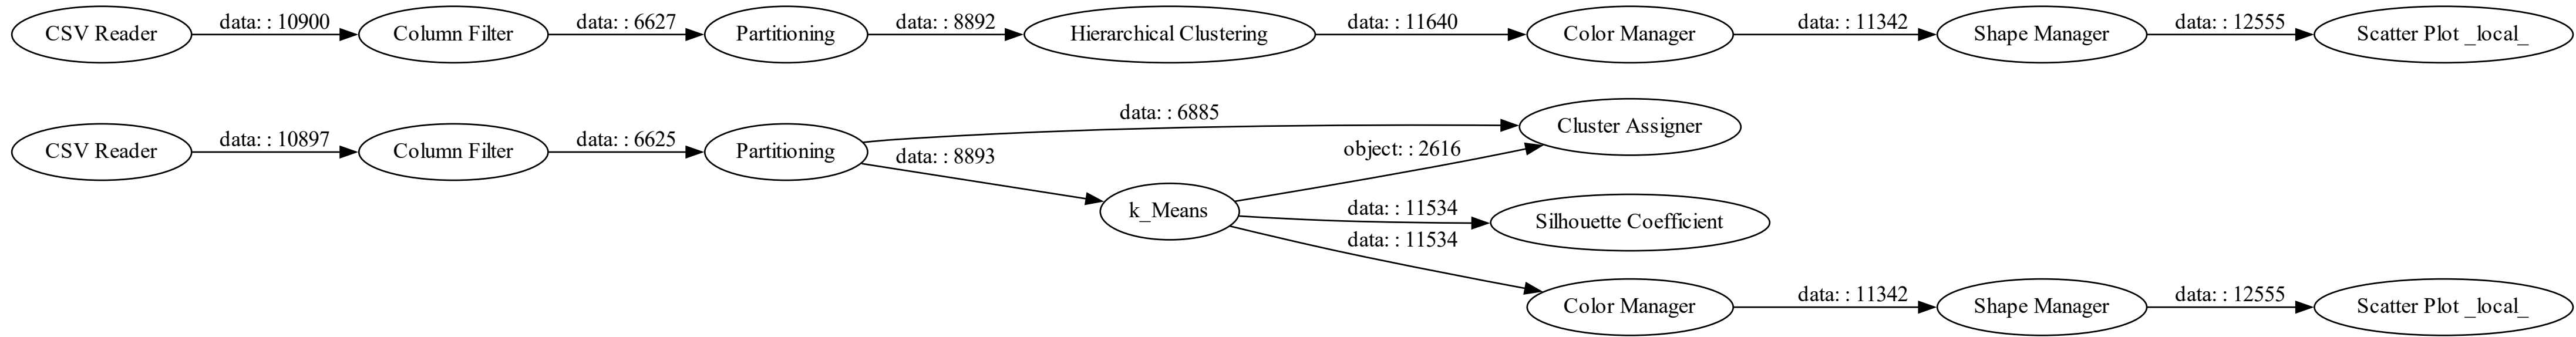 CSV Reader data: : 10900 Column Filter data: : 6627 Partitioning data: : 8892 Hierarchical Clustering data: : 11640 Color Manager data: : 11342 Shape Manager data: : 12555 Scatter Plot _local_
data: : 6885 Cluster Assigner
CSV Reader data: : 10897 Column Filter data: : 6625 Partitioning data: : 8893 object: : 2616
k_Means data: : 11534 Silhouette Coefficient
data: : 11534
Color Manager data: : 11342 Shape Manager data: : 12555 Scatter Plot _local_